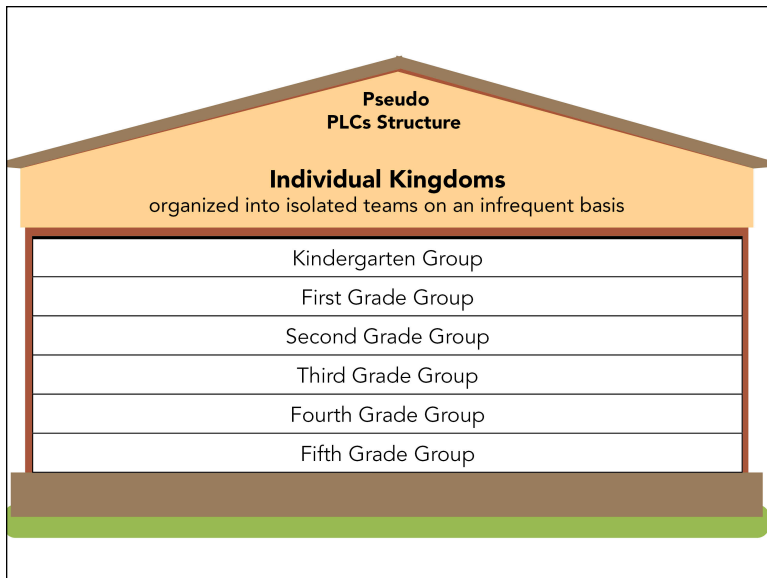 Pseudo
PLCs Structure
Individual Kingdoms
organized into isolated teams on an infrequent basis
Kindergarten Group
First Grade Group
Second Grade Group
Third Grade Group
Fourth Grade Group
Fifth Grade Group